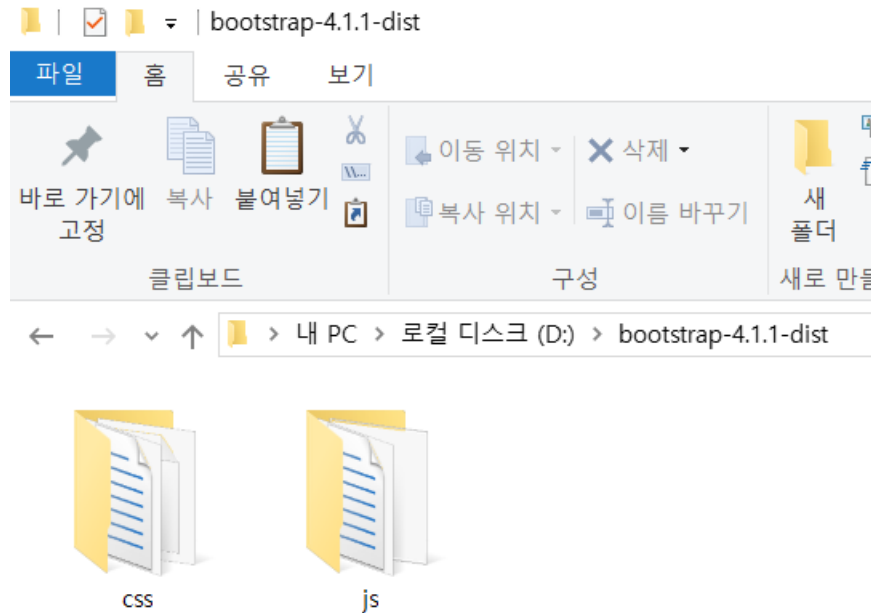 bootstrap-4.1.1-dist
파일 홈 공유 보기
이동 위치 삭제
바로 가기에 고정 복사 붙여넣기
복사 위치 이름 바꾸기
새 폴더
클립보드 구성 새로 만들
내 PC > 로컬 디스크 (D:) > bootstrap-4.1.1-dist
css js